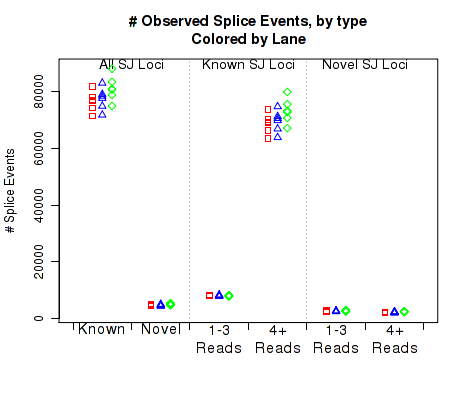 # Observed Splice Events, by type
Colored by Lane
All SJ Loci Known SJ Loci Novel SJ Loci
# Splice Events
80000
60000
40000
20000
0
Known Novel 1-3 4+ 1-3 4+
Reads Reads Reads Reads